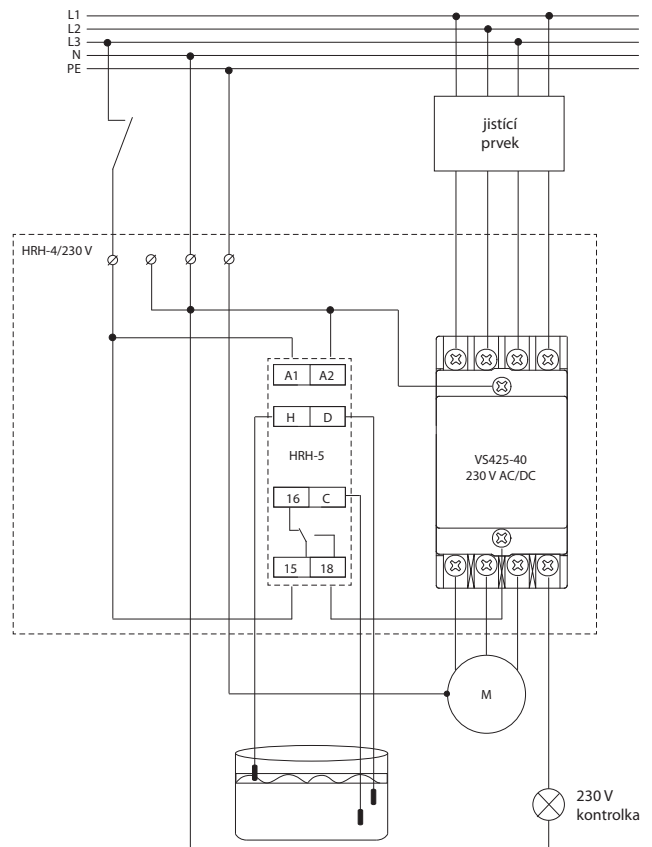 L1
L2
L3
N
PE
jistící
prvek
HRH-4/230 V
A1 A2
H D
HRH-5
16 C
15 18
VS425-40
230 V AC/DC
M
230 V
kontrolka